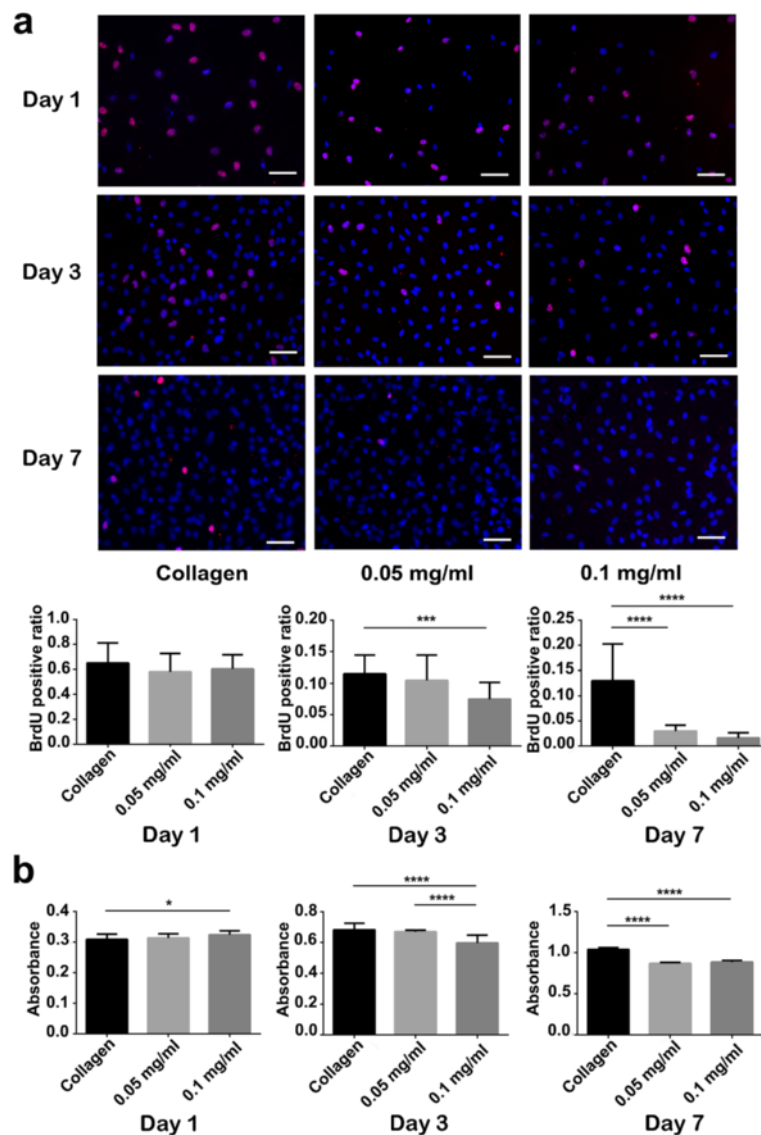 a
Day 1
Day 3
Day 7
Collagen 0.05 mg/ml 0.1 mg/ml
BrdU positive ratio
1.0
0.8
0.6
0.4
0.2
0.0
Collagen
0.05 mg/ml
0.1 mg/ml
Day 1
BrdU positive ratio
0.20
0.15
0.10
0.05
0.00
***
Collagen
0.05 mg/ml
0.1 mg/ml
Day 3
BrdU positive ratio
0.25
0.20
0.15
0.10
0.05
0.00
****
****
Collagen
0.05 mg/ml
0.1 mg/ml
Day 7
b
Absorbance
0.4
0.3
0.2
0.1
0.0
*
Collagen
0.05 mg/ml
0.1 mg/ml
Day 1
Absorbance
0.8
0.6
0.4
0.2
0.0
****
****
Collagen
0.05 mg/ml
0.1 mg/ml
Day 3
Absorbance
1.5
1.0
0.5
0.0
****
****
Collagen
0.05 mg/ml
0.1 mg/ml
Day 7